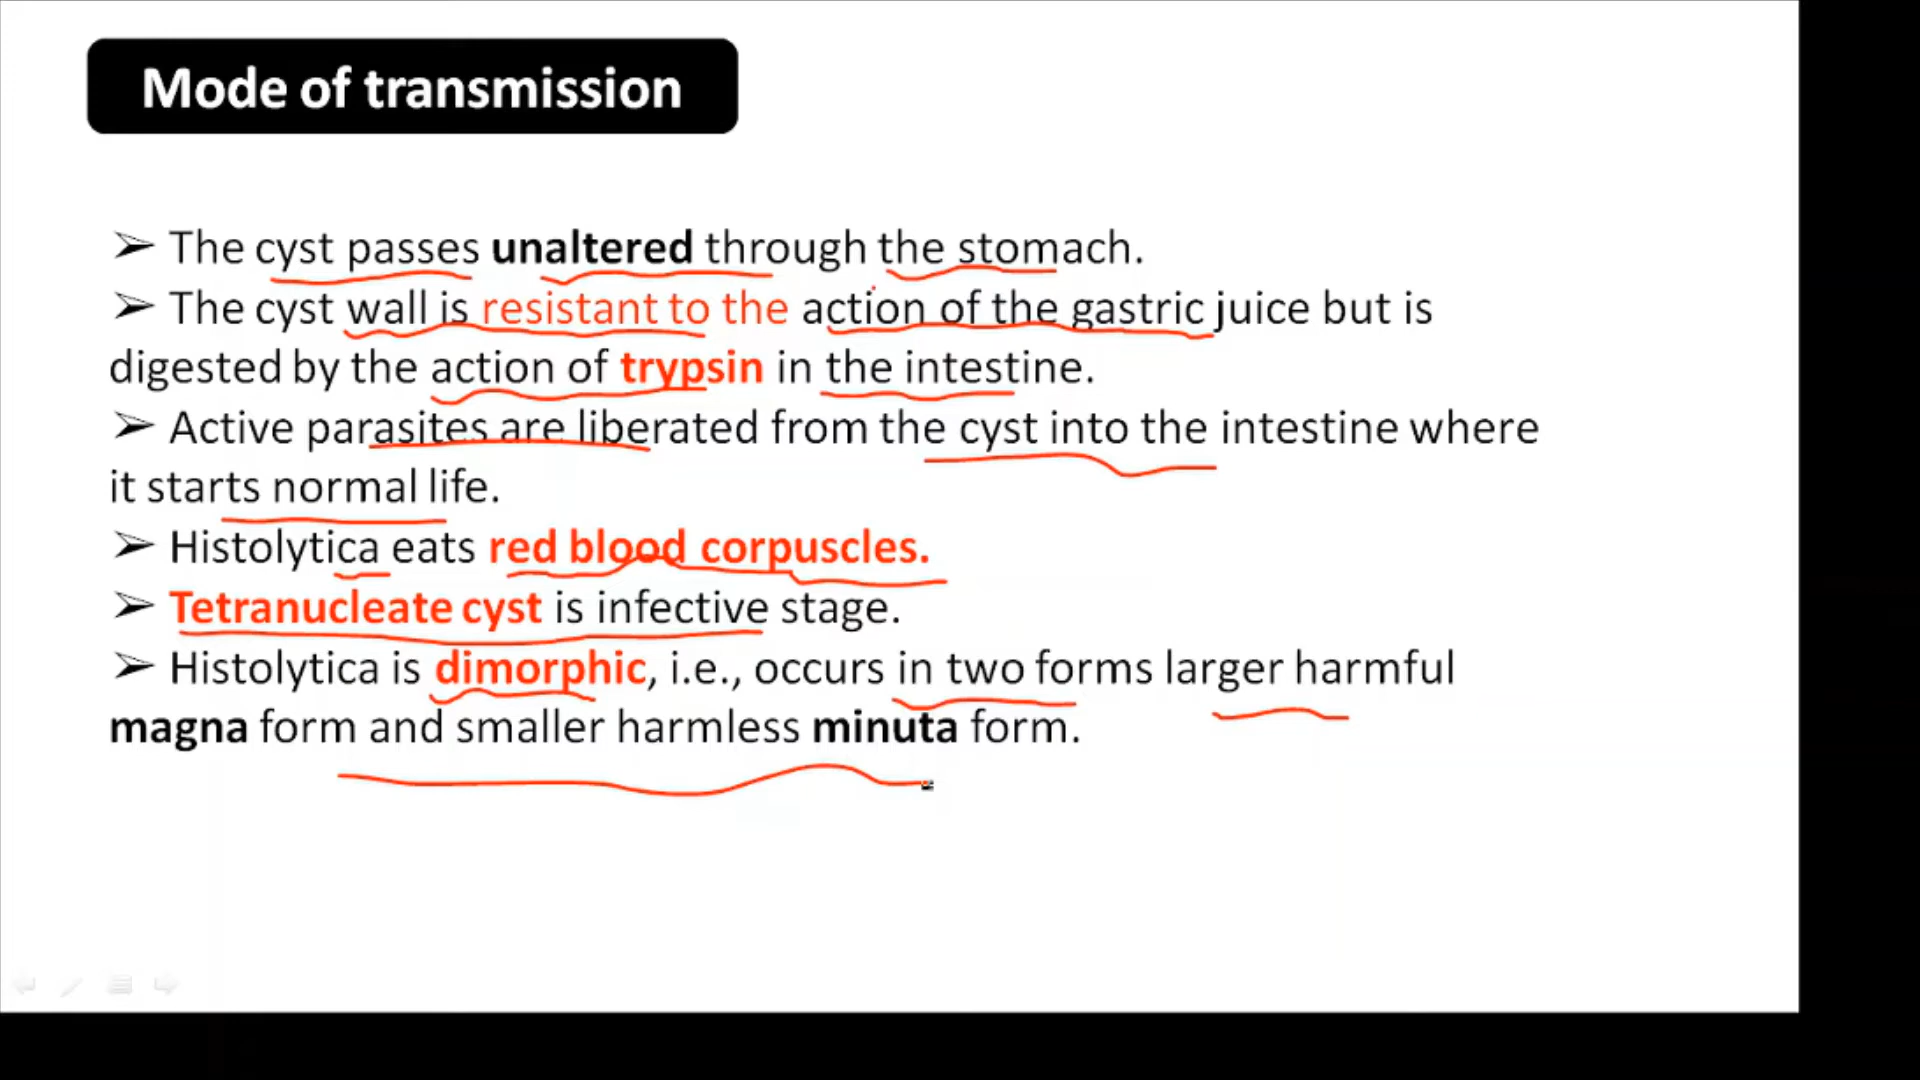 Mode of transmission
➢ The cyst passes unaltered through the stomach.
➢ The cyst wall is resistant to the action of the gastric juice but is
digested by the action of trypsin in the intestine.
➢ Active parasites are liberated from the cyst into the intestine where
it starts normal life.
➢ Histolytica eats red blood corpuscles.
➢ Tetranucleate cyst is infective stage.
➢ Histolytica is dimorphic, i.e., occurs in two forms larger harmful
magna form and smaller harmless minuta form.